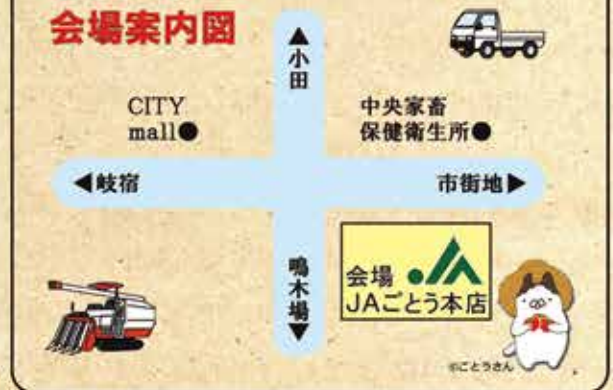 会場案内図
▲小田
CITY
mall●
中央家畜
保健衛生所●
◀岐宿
市街地▶
鳴木場▼
会場 JA
JAごとう本店
©ごとうさん